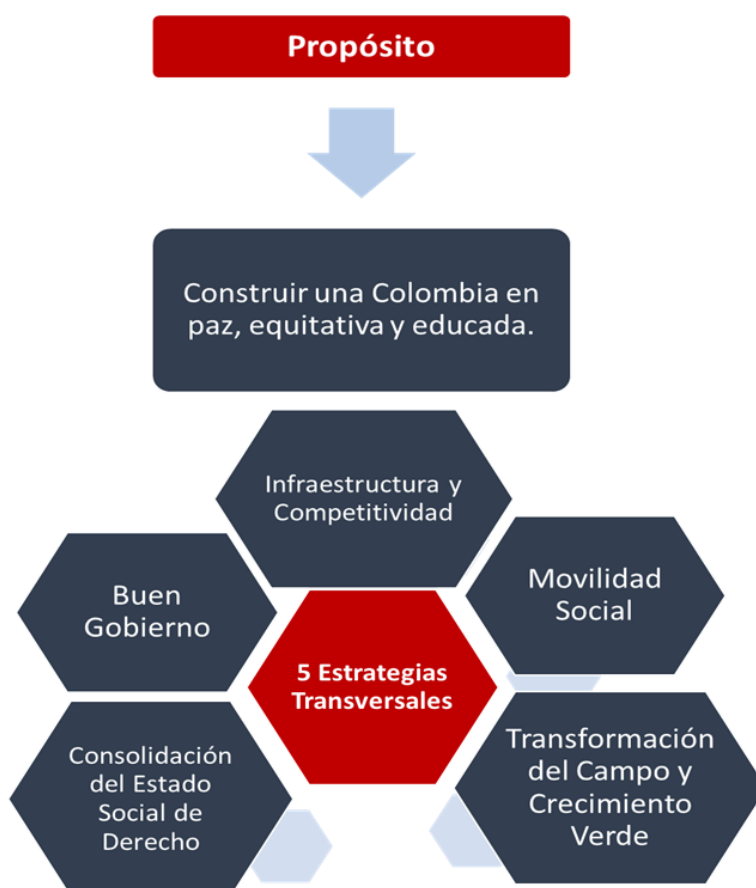 Propósito
Construir una Colombia en
paz, equitativa y educada.
Infraestructura y
Competitividad
Movilidad
Social
Buen
Gobierno
5 Estrategias
Transversales
Transformación
del Campo y
Crecimiento
Verde
Consolidación
del Estado
Social de
Derecho